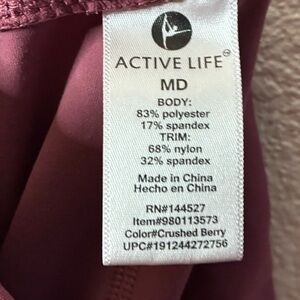 ACTIVE LIFE™
MD
BODY:
83% polyester
17% spandex
TRIM:
68% nylon
32% spandex
Made in China
Hecho en China
RN#144527
Item#980113573
Color#Crushed Berry
UPC#191244272756